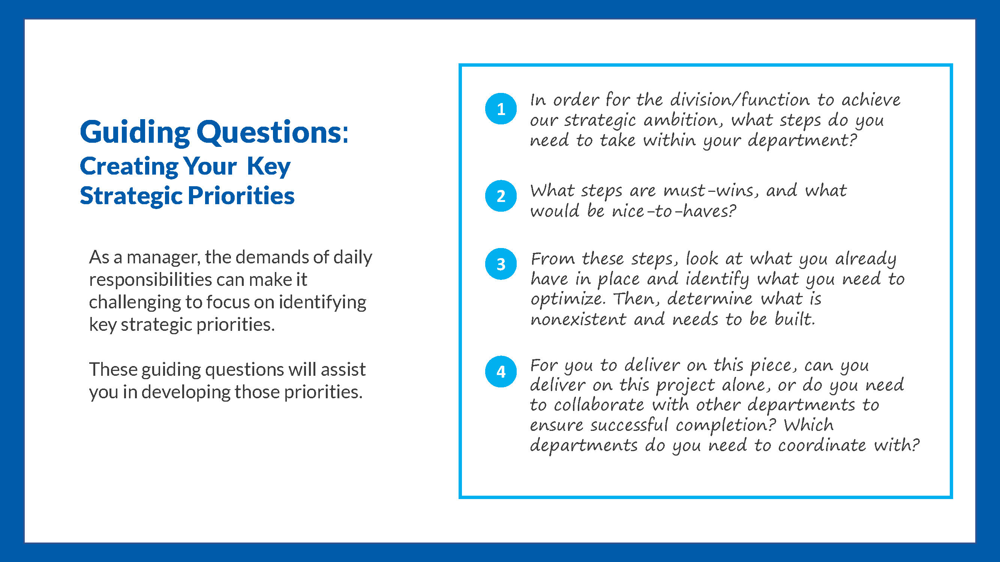 Guiding Questions:
Creating Your Key
Strategic Priorities
As a manager, the demands of daily
responsibilities can make it
challenging to focus on identifying
key strategic priorities.
These guiding questions will assist
you in developing those priorities.
1
In order for the division/function to achieve
our strategic ambition, what steps do you
need to take within your department?
2
What steps are must-wins, and what
would be nice-to-haves?
3
From these steps, look at what you already
have in place and identify what you need to
optimize. Then, determine what is
nonexistent and needs to be built.
4
For you to deliver on this piece, can you
deliver on this project alone, or do you need
to collaborate with other departments to
ensure successful completion? Which
departments do you need to coordinate with?